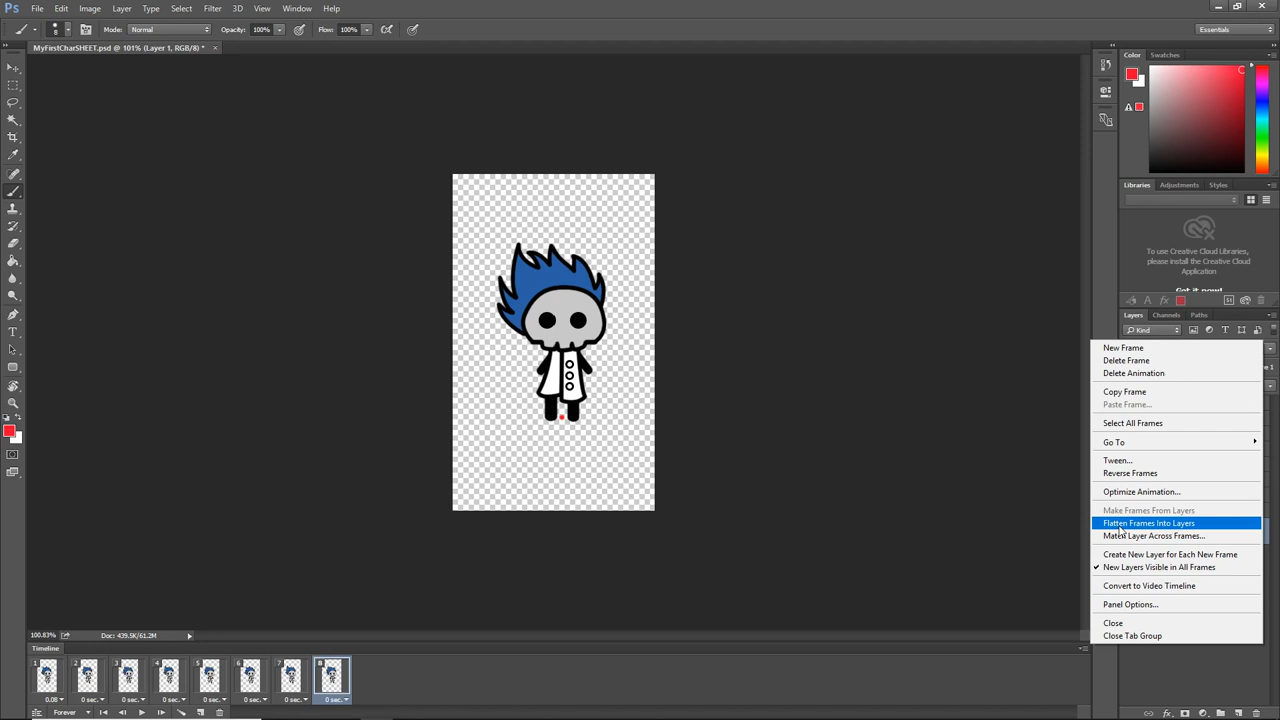 Ps File Edit Image Layer Type Select Filter 3D View Window Help
8 Mode: Normal Opacity: 100% Flow: 100% Essentials
MyFirstCharSHEET.psd @ 101% (Layer 1, RGB/8) * ×
Color Swatches
Libraries Adjustments Styles
To use Creative Cloud Libraries,
please install the Creative Cloud
Application
Got it now!
Layers Channels Paths
Kind
New Frame
Delete Frame
Delete Animation
Copy Frame
Paste Frame...
Select All Frames
Go To
Tween...
Reverse Frames
Optimize Animation...
Make Frames From Layers
Flatten Frames Into Layers
Match Layer Across Frames...
Create New Layer for Each New Frame
New Layers Visible in All Frames
Convert to Video Timeline
Panel Options...
Close
Close Tab Group
100.83% Doc: 439.5K/61.2M
Timeline
1 2 3 4 5 6 7 8
0.08 0 sec. 0 sec. 0 sec. 0 sec. 0 sec. 0 sec. 0 sec.
Forever